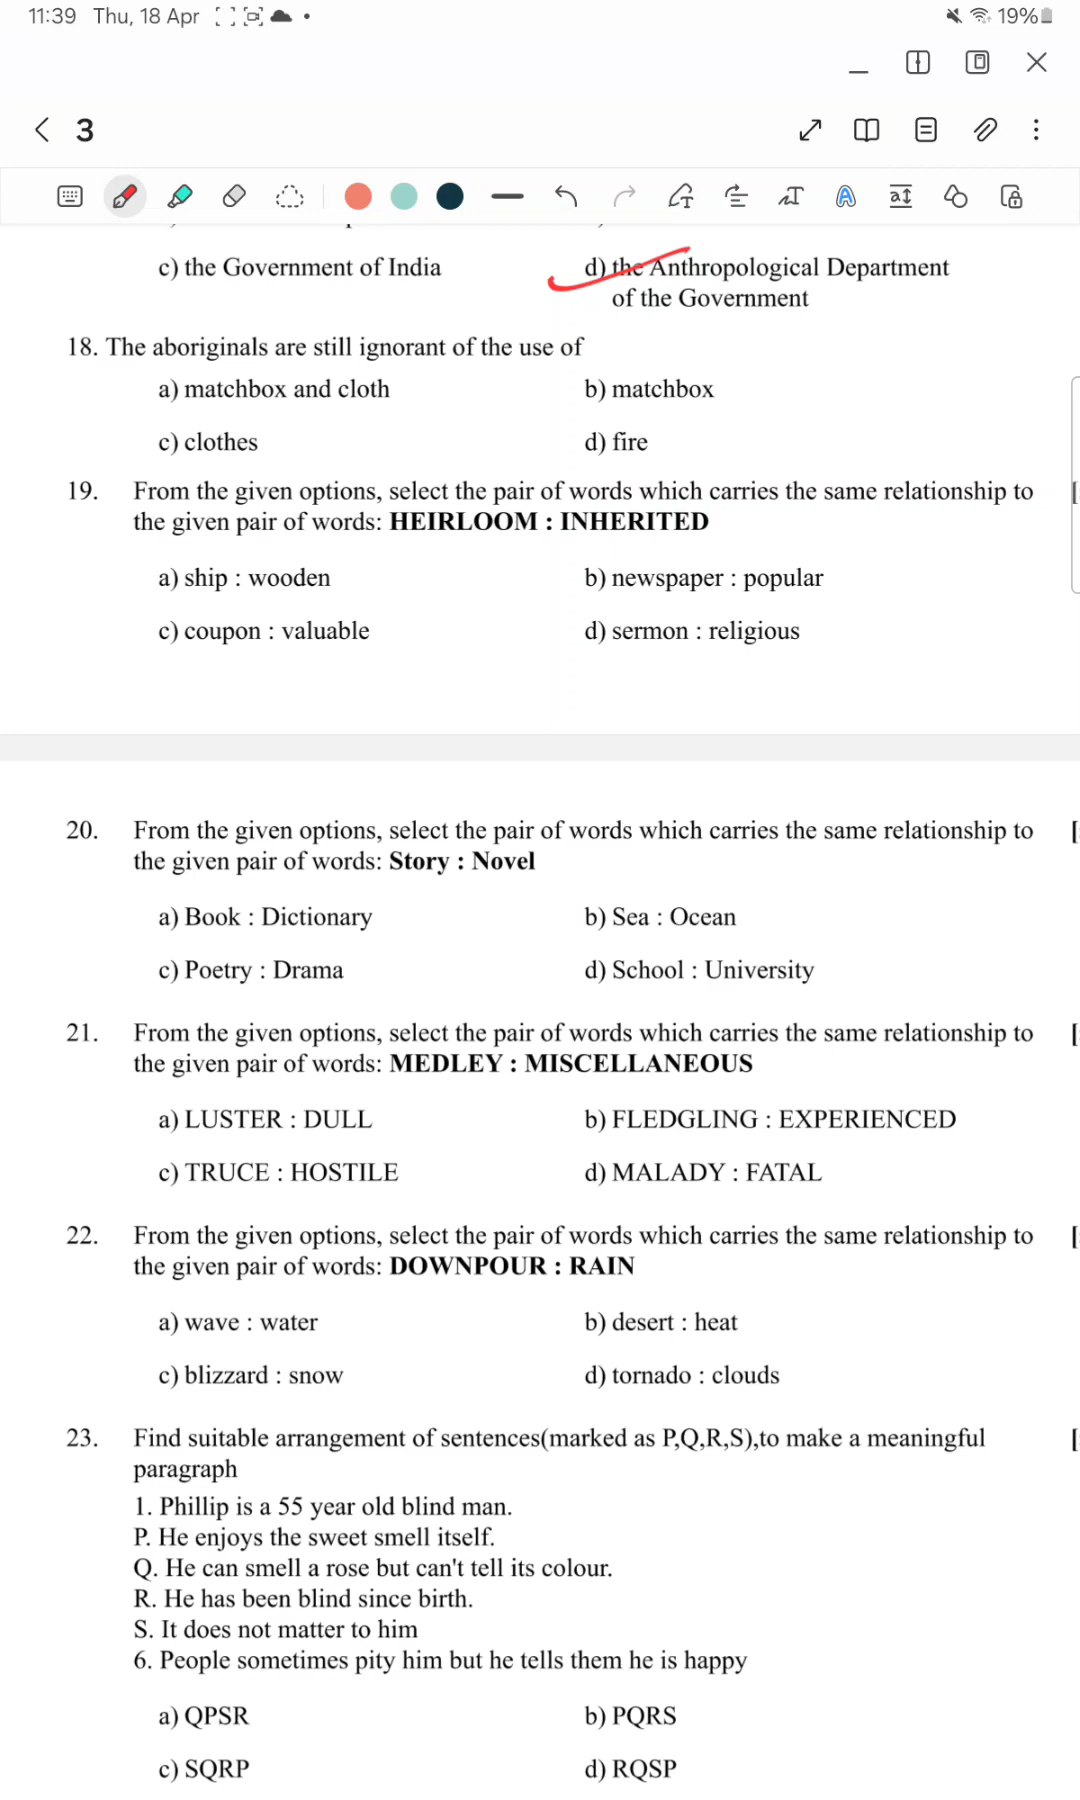 11:39 Thu, 18 Apr
19%
3
c) the Government of India
d) the Anthropological Department
of the Government
18. The aboriginals are still ignorant of the use of
a) matchbox and cloth
b) matchbox
c) clothes
d) fire
19. From the given options, select the pair of words which carries the same relationship to [
the given pair of words: HEIRLOOM : INHERITED
a) ship : wooden
b) newspaper : popular
c) coupon : valuable
d) sermon : religious
20. From the given options, select the pair of words which carries the same relationship to [
the given pair of words: Story : Novel
a) Book : Dictionary
b) Sea : Ocean
c) Poetry : Drama
d) School : University
21. From the given options, select the pair of words which carries the same relationship to [
the given pair of words: MEDLEY : MISCELLANEOUS
a) LUSTER : DULL
b) FLEDGLING : EXPERIENCED
c) TRUCE : HOSTILE
d) MALADY : FATAL
22. From the given options, select the pair of words which carries the same relationship to [
the given pair of words: DOWNPOUR : RAIN
a) wave : water
b) desert : heat
c) blizzard : snow
d) tornado : clouds
23. Find suitable arrangement of sentences(marked as P,Q,R,S),to make a meaningful [
paragraph
1. Phillip is a 55 year old blind man.
P. He enjoys the sweet smell itself.
Q. He can smell a rose but can't tell its colour.
R. He has been blind since birth.
S. It does not matter to him
6. People sometimes pity him but he tells them he is happy
a) QPSR
b) PQRS
c) SQRP
d) RQSP